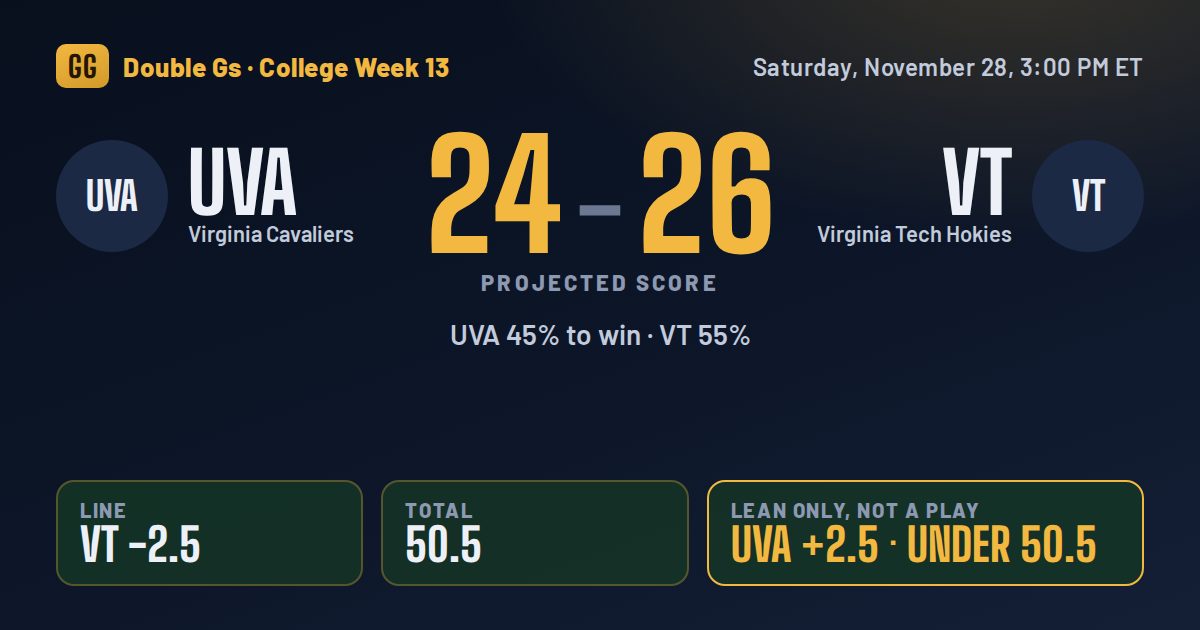 GG Double Gs · College Week 13
Saturday, November 28, 3:00 PM ET
UVA
UVA
Virginia Cavaliers
24 – 26
PROJECTED SCORE
UVA 45% to win · VT 55%
VT
Virginia Tech Hokies
VT
LINE
VT −2.5
TOTAL
50.5
LEAN ONLY, NOT A PLAY
UVA +2.5 · UNDER 50.5